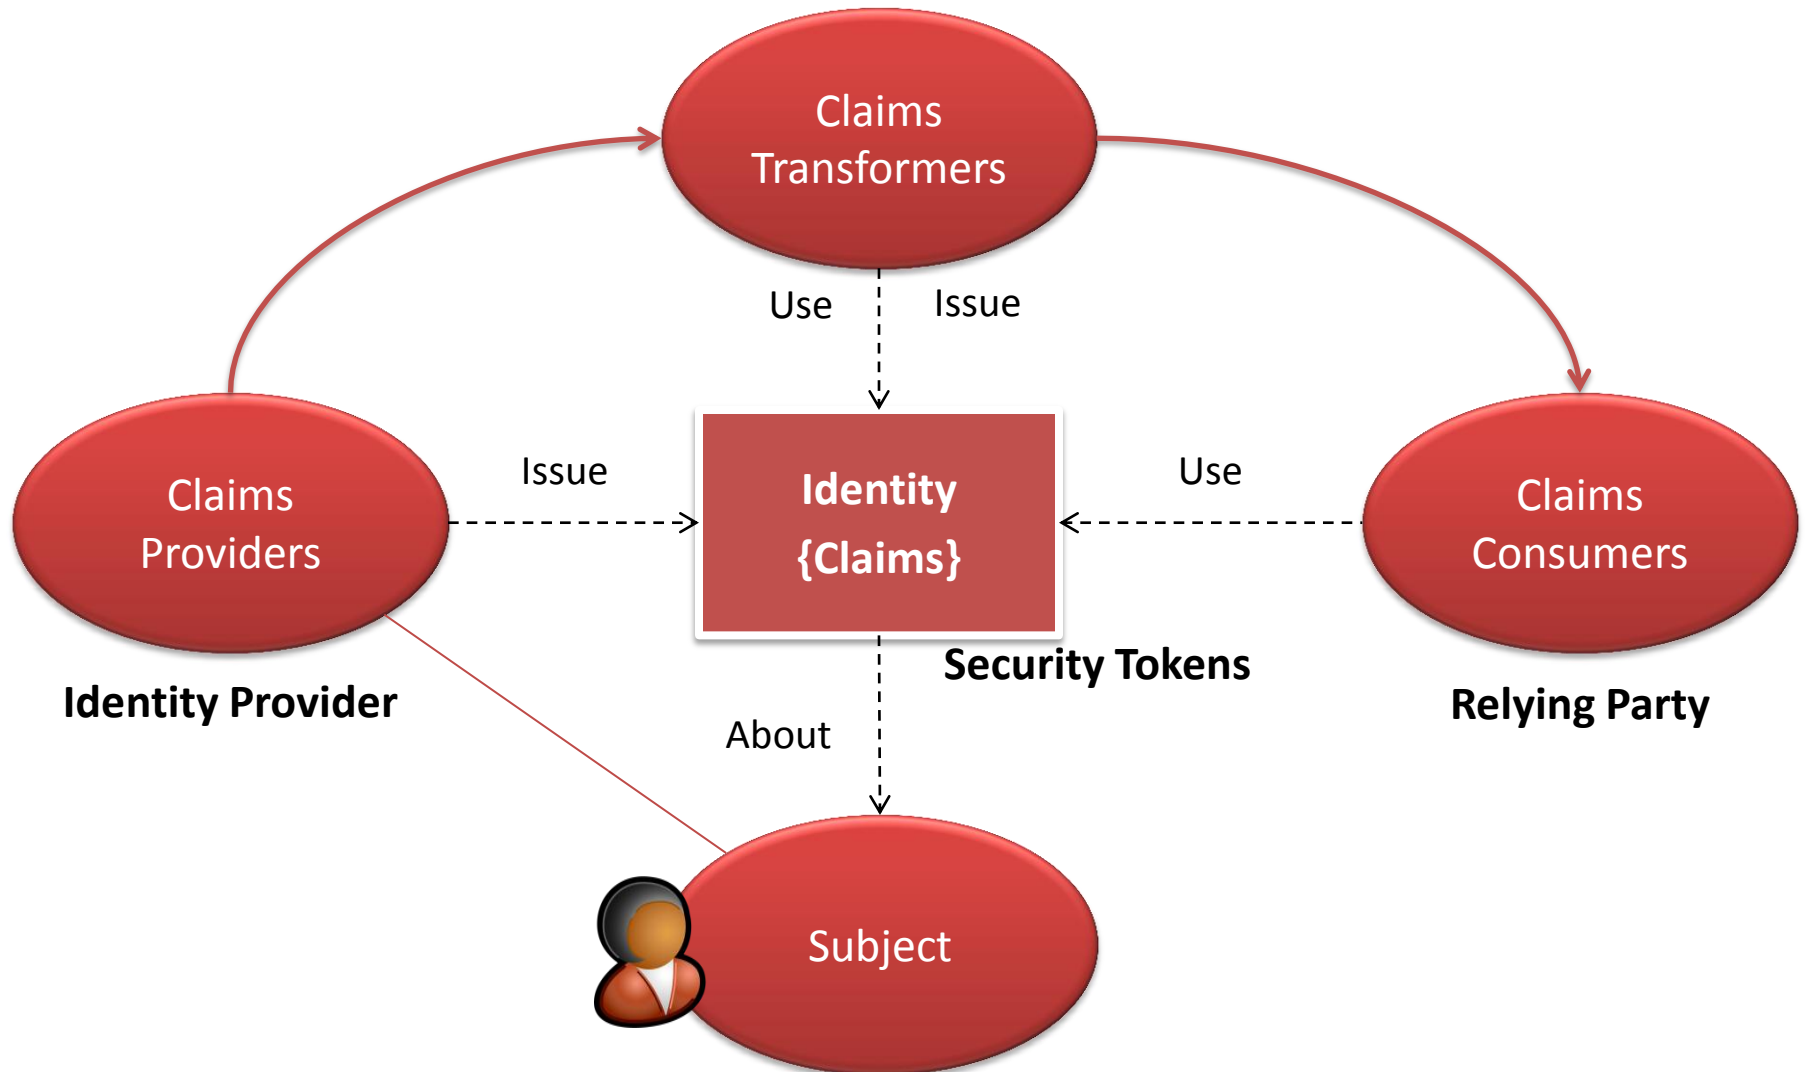 Claims
Transformers
Use
Issue
Claims
Providers
Issue
Identity
{Claims}
Use
Claims
Consumers
Identity Provider
Security Tokens
Relying Party
About
Subject